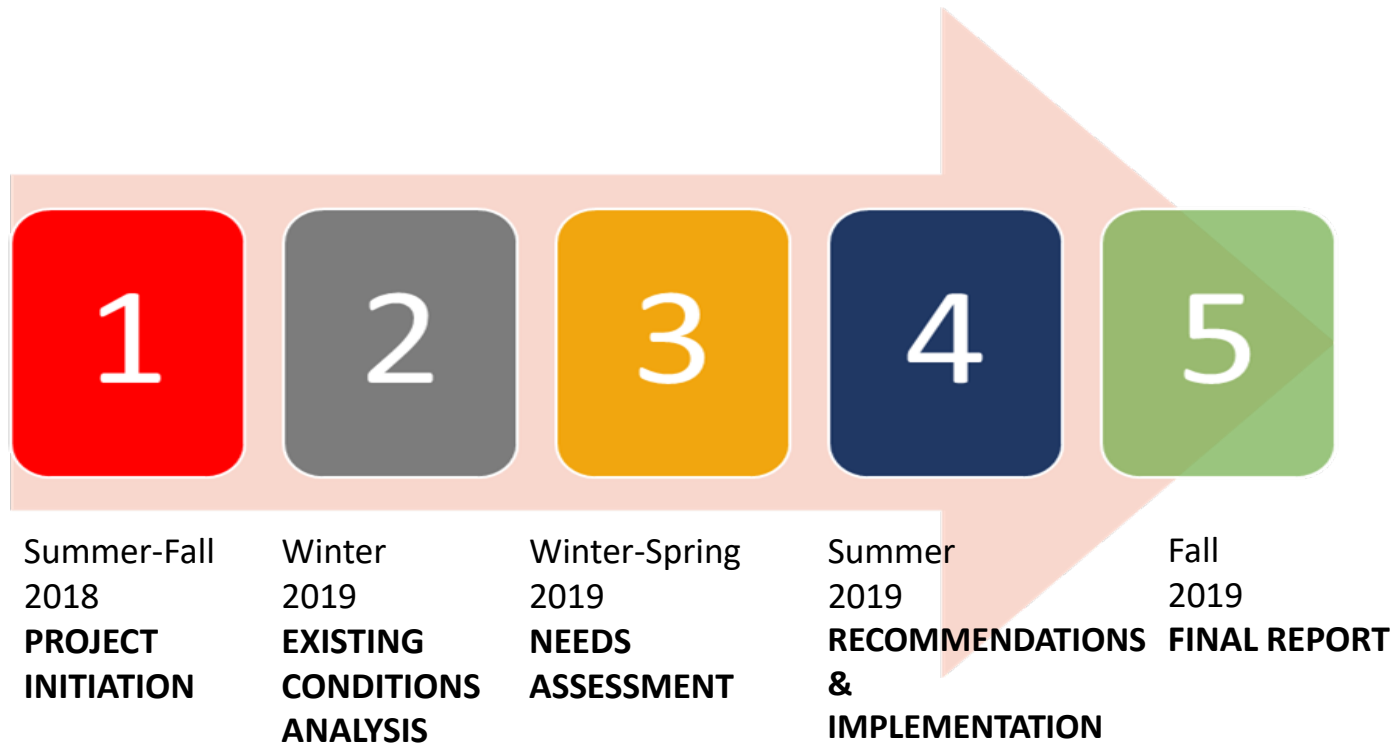 1
2
3
4
5
Summer-Fall
2018
PROJECT
INITIATION
Winter
2019
EXISTING
CONDITIONS
ANALYSIS
Winter-Spring
2019
NEEDS
ASSESSMENT
Summer
2019
RECOMMENDATIONS
&
IMPLEMENTATION
Fall
2019
FINAL REPORT